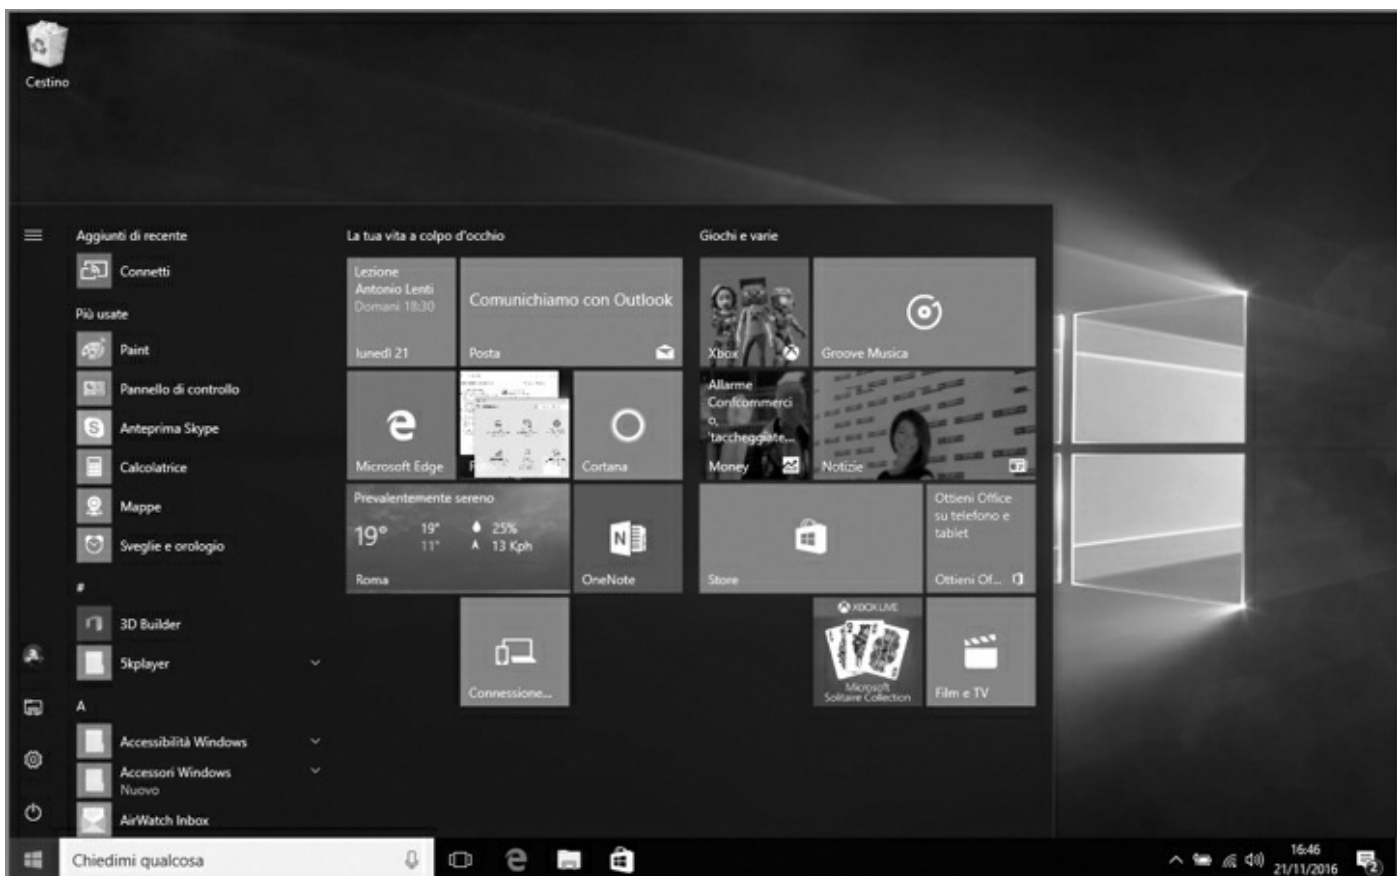 Cestino
Aggiunti di recente
Connetti
Più usate
Paint
Pannello di controllo
Anteprima Skype
Calcolatrice
Mappe
Sveglie e orologio
#
3D Builder
5kplayer
A
Accessibilità Windows
Accessori Windows
Nuovo
AirWatch Inbox
La tua vita a colpo d'occhio
Lezione
Antonio Lenti
Domani 18:30
lunedì 21
Comunichiamo con Outlook
Posta
Microsoft Edge
Cortana
Prevalentemente sereno
19° 19° 25%
11° 13 Kph
Roma
OneNote
Connessione...
Giochi e varie
Xbox
Groove Musica
Allarme
Confcommerci
o,
'taccheggiate...
Money
Notizie
Store
Ottieni Office
su telefono e
tablet
Ottieni Of...
XBOX LIVE
Microsoft
Solitaire Collection
Film e TV
Chiedimi qualcosa
16:46
21/11/2016
2